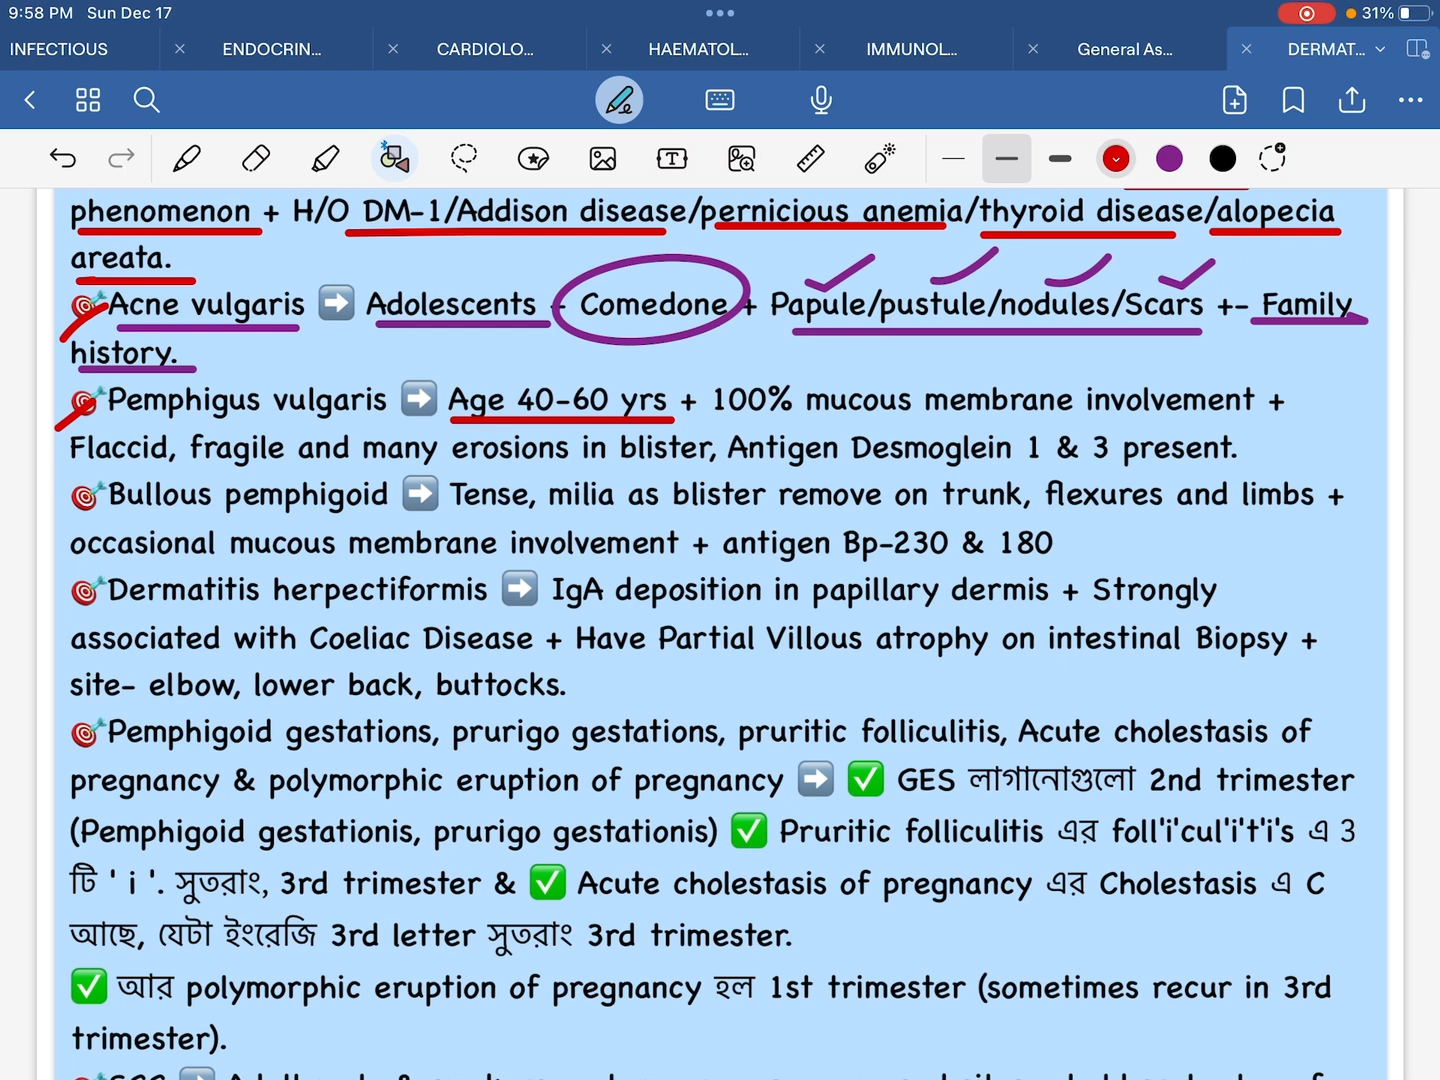 9:58 PM Sun Dec 17
31%
INFECTIOUS × ENDOCRIN... × CARDIOLO... × HAEMATOL... × IMMUNOL... × General As... × DERMAT...
phenomenon + H/O DM-1/Addison disease/pernicious anemia/thyroid disease/alopecia
areata.
🎯Acne vulgaris ➡️ Adolescents - Comedone + Papule/pustule/nodules/Scars +- Family
history.
🎯Pemphigus vulgaris ➡️ Age 40-60 yrs + 100% mucous membrane involvement +
Flaccid, fragile and many erosions in blister, Antigen Desmoglein 1 & 3 present.
🎯Bullous pemphigoid ➡️ Tense, milia as blister remove on trunk, flexures and limbs +
occasional mucous membrane involvement + antigen Bp-230 & 180
🎯Dermatitis herpectiformis ➡️ IgA deposition in papillary dermis + Strongly
associated with Coeliac Disease + Have Partial Villous atrophy on intestinal Biopsy +
site- elbow, lower back, buttocks.
🎯Pemphigoid gestations, prurigo gestations, pruritic folliculitis, Acute cholestasis of
pregnancy & polymorphic eruption of pregnancy ➡️ ✅ GES লাগানোগুলো 2nd trimester
(Pemphigoid gestationis, prurigo gestationis) ✅ Pruritic folliculitis এর foll'i'cul'i't'i's এ 3
টি ' i '. সুতরাং, 3rd trimester & ✅ Acute cholestasis of pregnancy এর Cholestasis এ C
আছে, যেটা ইংরেজি 3rd letter সুতরাং 3rd trimester.
✅ আর polymorphic eruption of pregnancy হল 1st trimester (sometimes recur in 3rd
trimester).